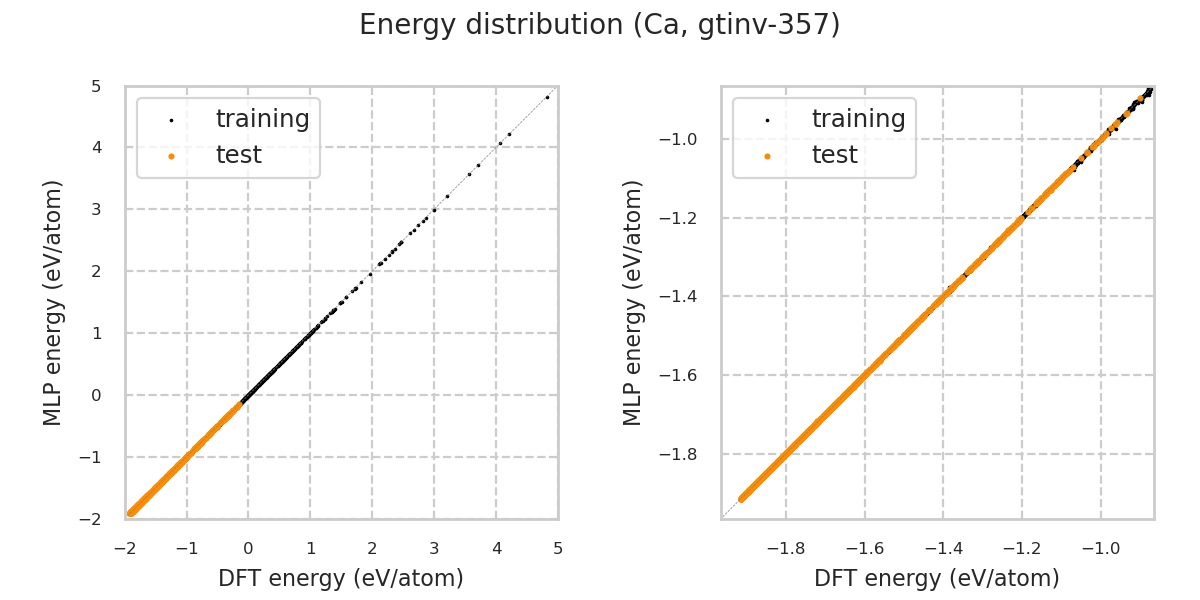 Energy distribution (Ca, gtinv-357)
MLP energy (eV/atom)
5
4
3
2
1
0
−1
−2
training
test
−2
−1
0
1
2
3
4
5
DFT energy (eV/atom)
MLP energy (eV/atom)
−1.0
−1.2
−1.4
−1.6
−1.8
training
test
−1.8
−1.6
−1.4
−1.2
−1.0
DFT energy (eV/atom)